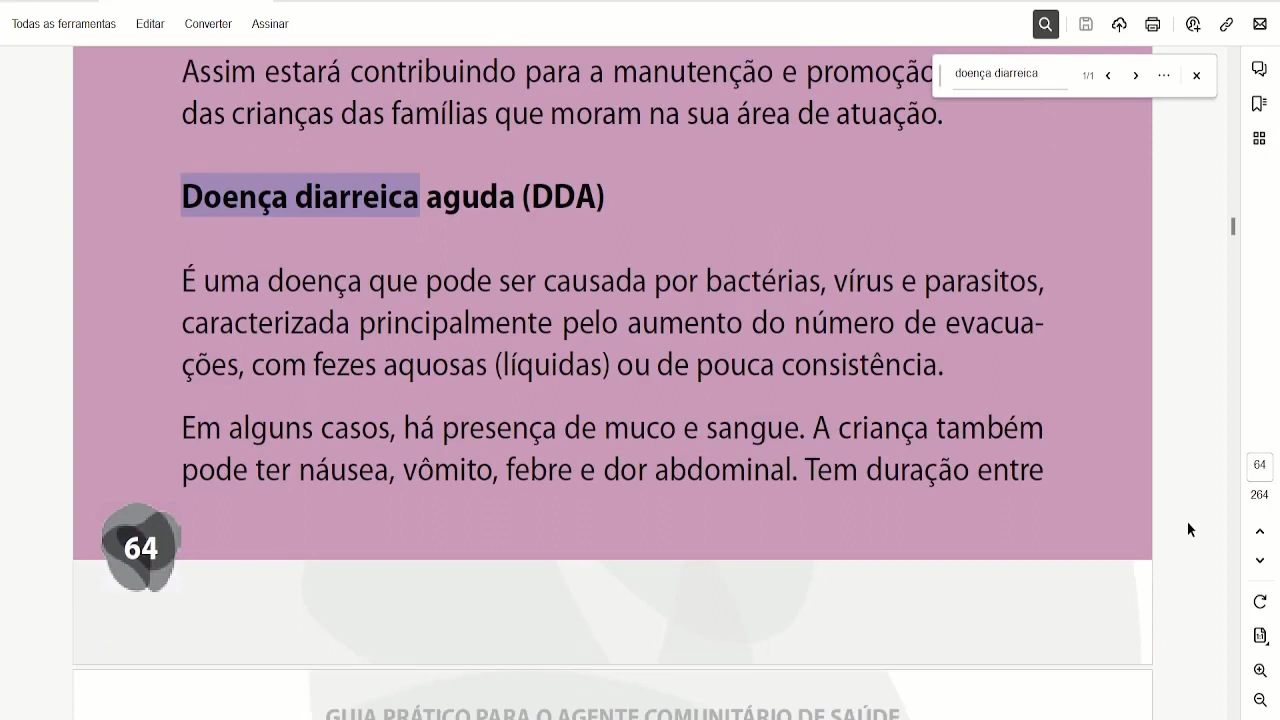 Todas as ferramentas Editar Converter Assinar
doença diarreica 1/1
Assim estará contribuindo para a manutenção e promoção
das crianças das famílias que moram na sua área de atuação.
Doença diarreica aguda (DDA)
É uma doença que pode ser causada por bactérias, vírus e parasitos,
caracterizada principalmente pelo aumento do número de evacua-
ções, com fezes aquosas (líquidas) ou de pouca consistência.
Em alguns casos, há presença de muco e sangue. A criança também
pode ter náusea, vômito, febre e dor abdominal. Tem duração entre
64
64
264
GUIA PRÁTICO PARA O AGENTE COMUNITÁRIO DE SAÚDE